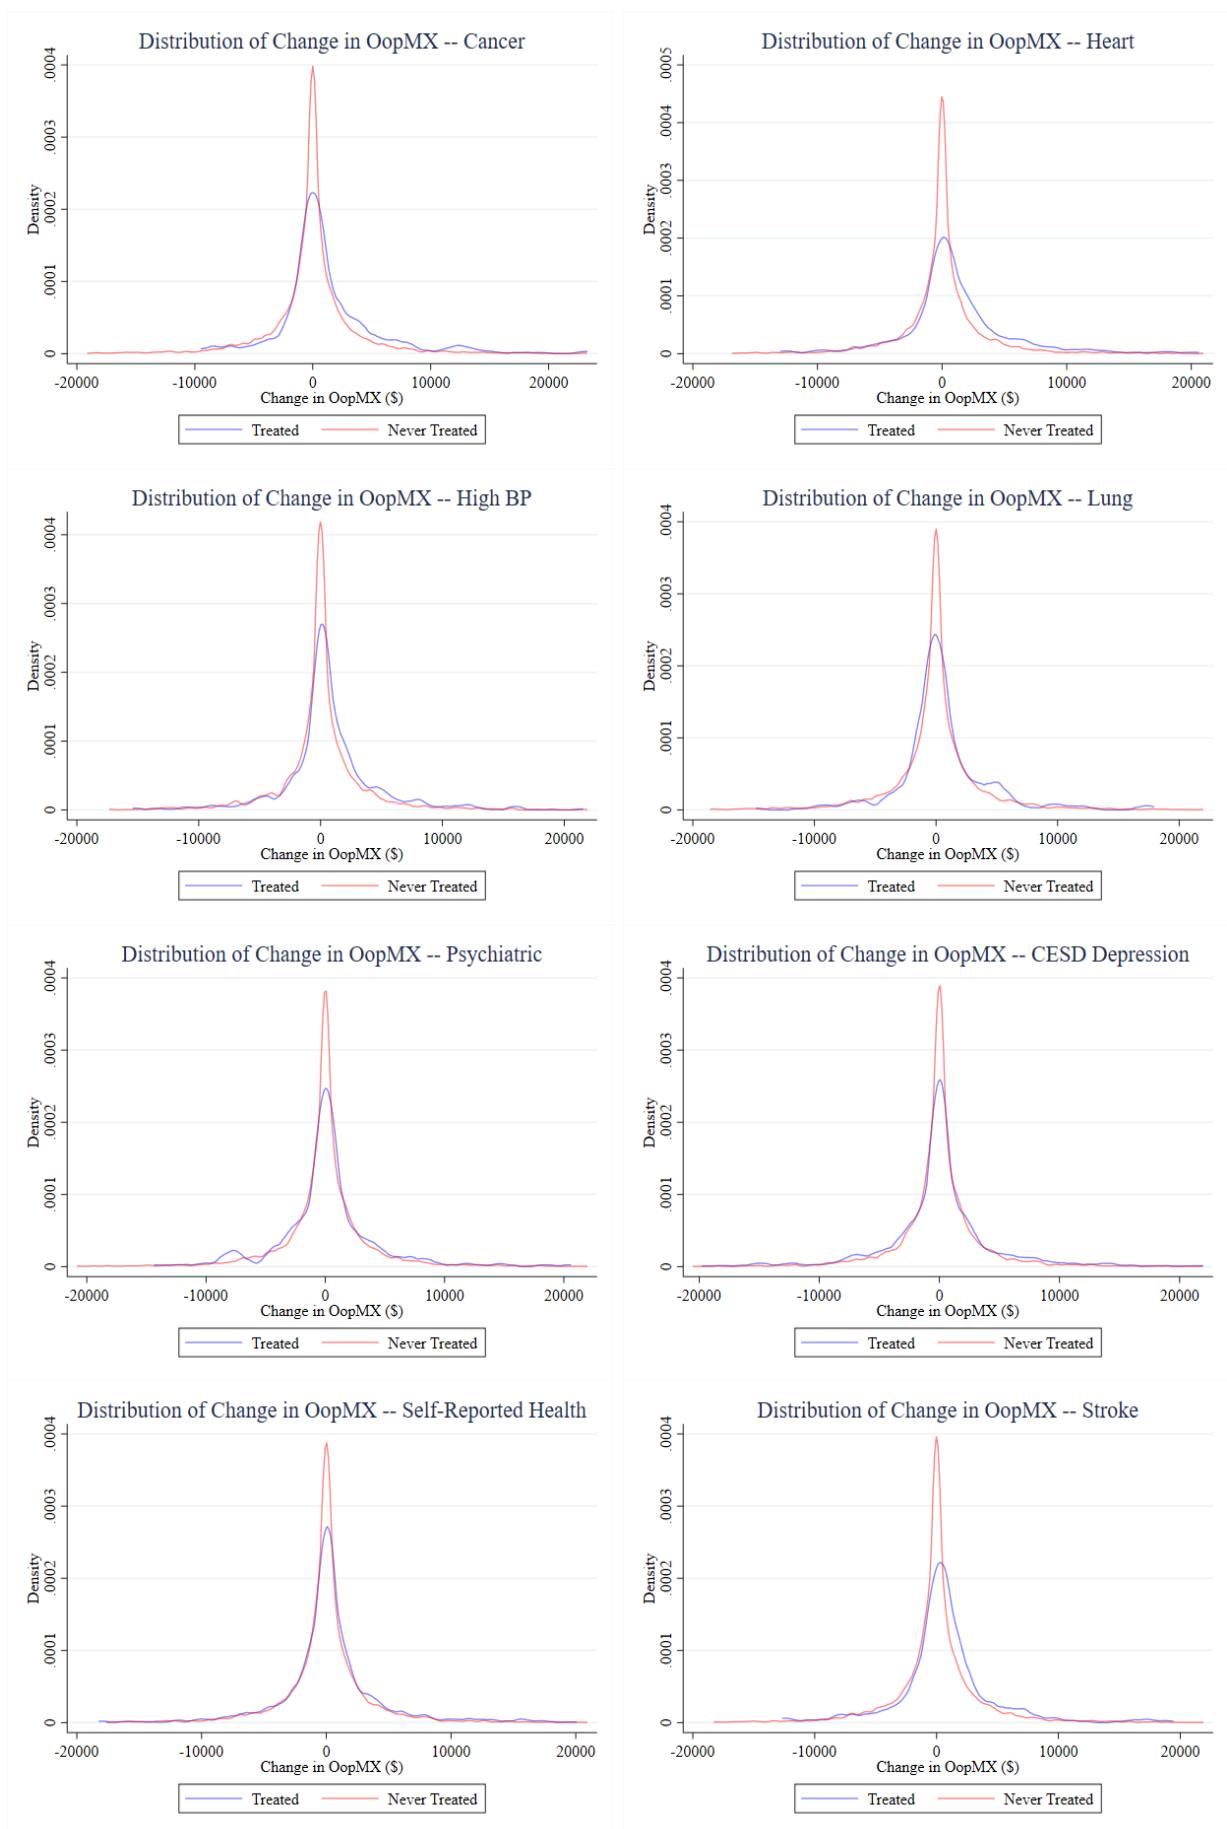 Distribution of Change in OopMX -- Cancer
Density
0 .0001 .0002 .0003 .0004
-20000 -10000 0 10000 20000
Change in OopMX ($)
Treated Never Treated
Distribution of Change in OopMX -- Heart
Density
0 .0001 .0002 .0003 .0004 .0005
-20000 -10000 0 10000 20000
Change in OopMX ($)
Treated Never Treated
Distribution of Change in OopMX -- High BP
Density
0 .0001 .0002 .0003 .0004
-20000 -10000 0 10000 20000
Change in OopMX ($)
Treated Never Treated
Distribution of Change in OopMX -- Lung
Density
0 .0001 .0002 .0003 .0004
-20000 -10000 0 10000 20000
Change in OopMX ($)
Treated Never Treated
Distribution of Change in OopMX -- Psychiatric
Density
0 .0001 .0002 .0003 .0004
-20000 -10000 0 10000 20000
Change in OopMX ($)
Treated Never Treated
Distribution of Change in OopMX -- CESD Depression
Density
0 .0001 .0002 .0003 .0004
-20000 -10000 0 10000 20000
Change in OopMX ($)
Treated Never Treated
Distribution of Change in OopMX -- Self-Reported Health
Density
0 .0001 .0002 .0003 .0004
-20000 -10000 0 10000 20000
Change in OopMX ($)
Treated Never Treated
Distribution of Change in OopMX -- Stroke
Density
0 .0001 .0002 .0003 .0004
-20000 -10000 0 10000 20000
Change in OopMX ($)
Treated Never Treated